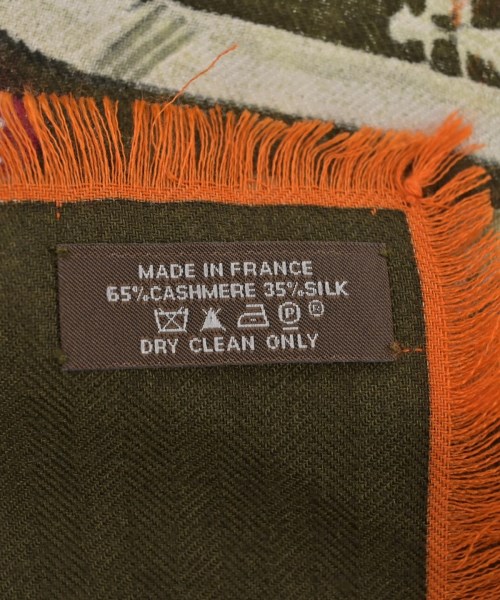 MADE IN FRANCE
65%CASHMERE 35%SILK
P ®
DRY CLEAN ONLY